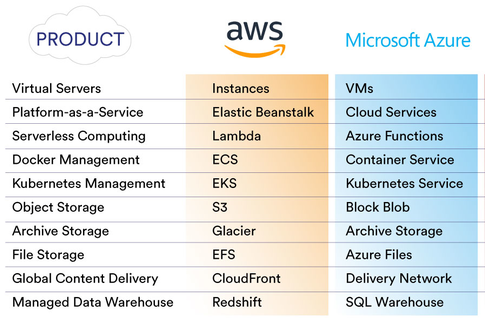 PRODUCT aws Microsoft Azure
Virtual Servers Instances VMs
Platform-as-a-Service Elastic Beanstalk Cloud Services
Serverless Computing Lambda Azure Functions
Docker Management ECS Container Service
Kubernetes Management EKS Kubernetes Service
Object Storage S3 Block Blob
Archive Storage Glacier Archive Storage
File Storage EFS Azure Files
Global Content Delivery CloudFront Delivery Network
Managed Data Warehouse Redshift SQL Warehouse